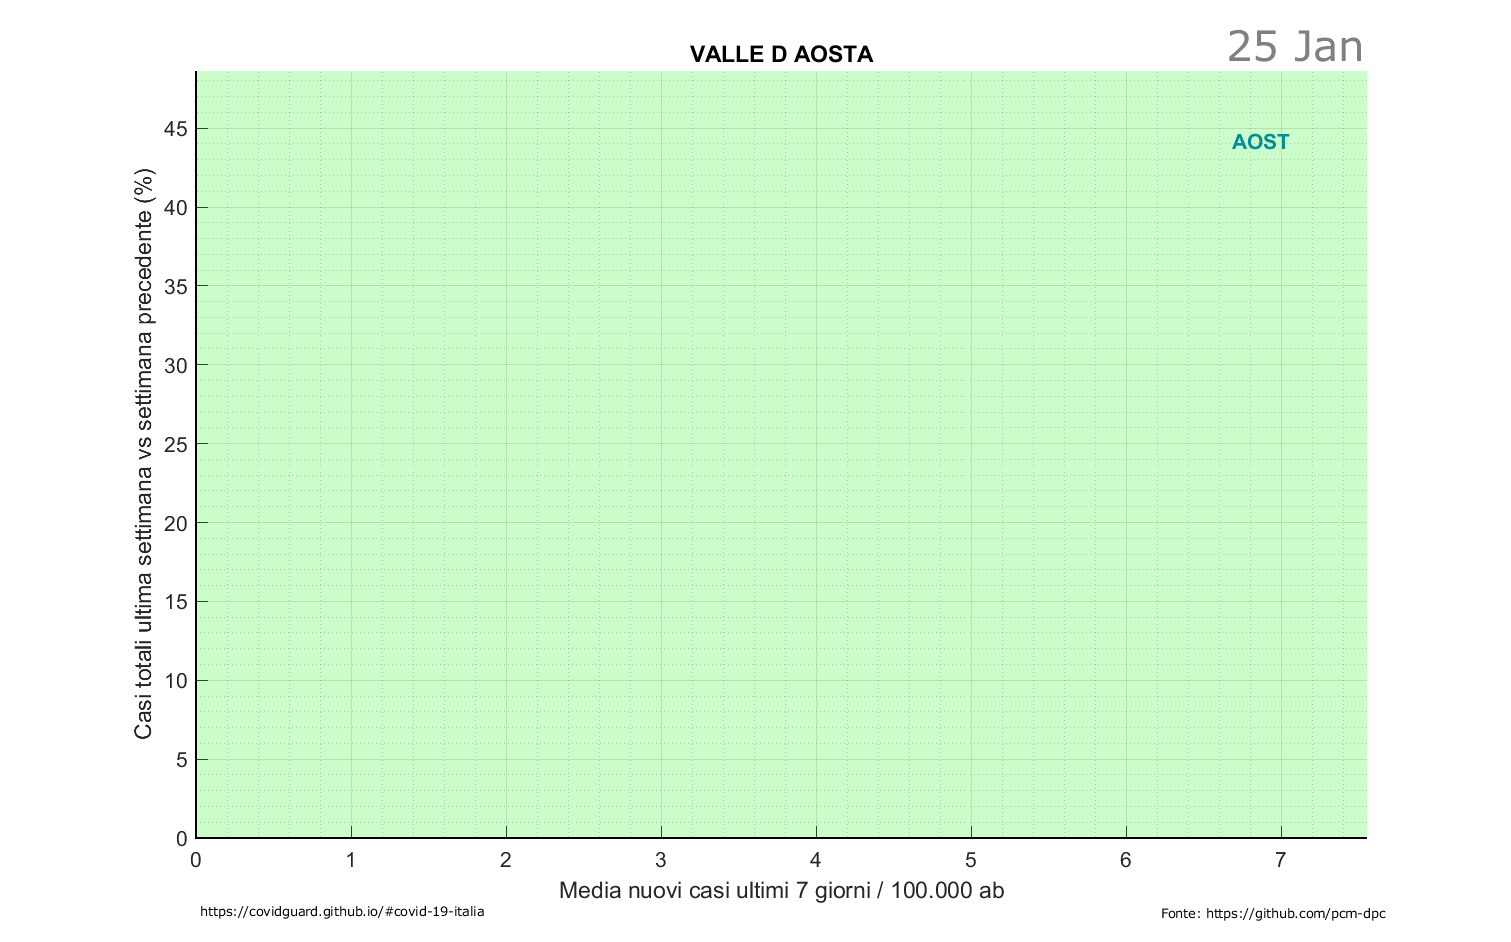 25 Jan
VALLE D AOSTA
AOST
45
40
35
30
25
20
15
10
5
0
Casi totali ultima settimana vs settimana precedente (%)
0 1 2 3 4 5 6 7
Media nuovi casi ultimi 7 giorni / 100.000 ab
https://covidguard.github.io/#covid-19-italia
Fonte: https://github.com/pcm-dpc